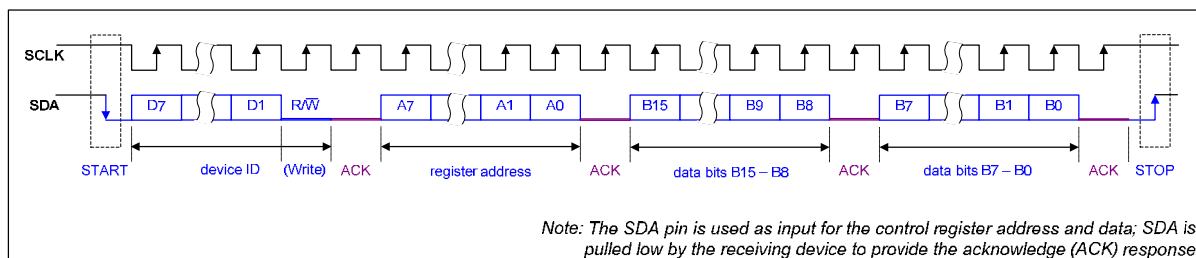 SCLK
SDA
D7 D1 R/W A7 A1 A0 B15 B9 B8 B7 B1 B0
START device ID (Write) ACK register address ACK data bits B15 – B8 ACK data bits B7 – B0 ACK STOP
Note: The SDA pin is used as input for the control register address and data; SDA is
pulled low by the receiving device to provide the acknowledge (ACK) response